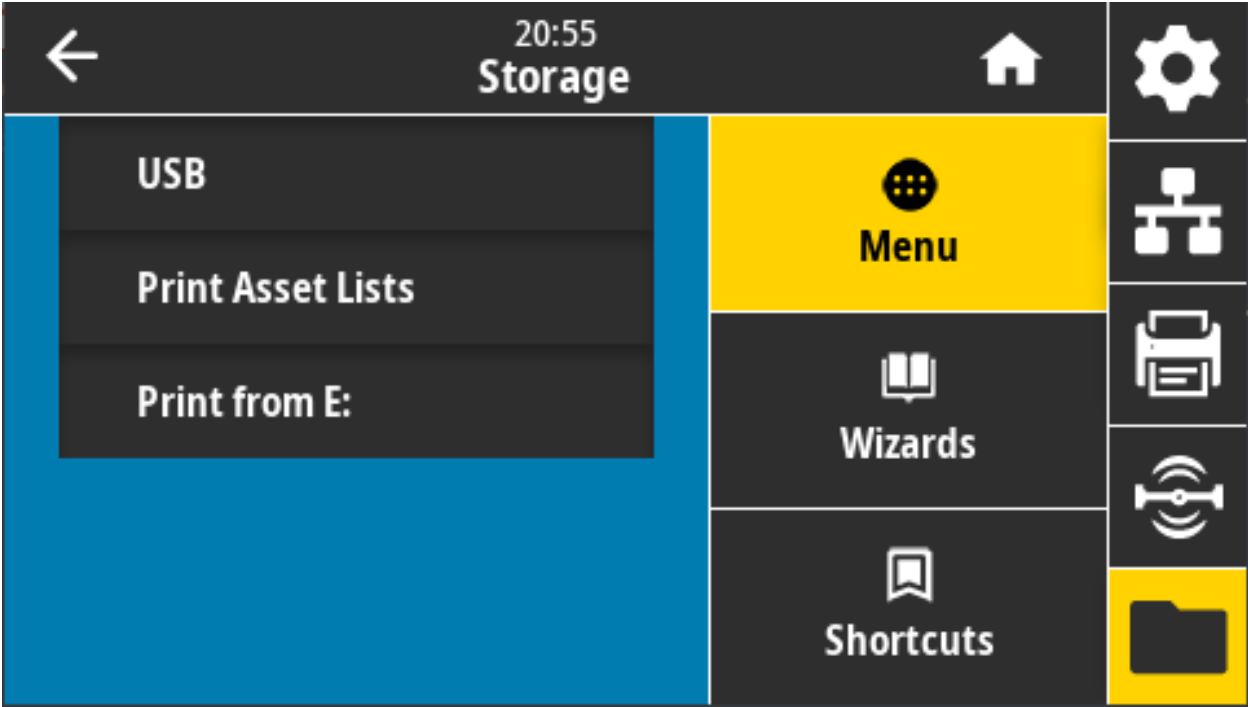 20:55
Storage
USB
Print Asset Lists
Print from E:
Menu
Wizards
Shortcuts